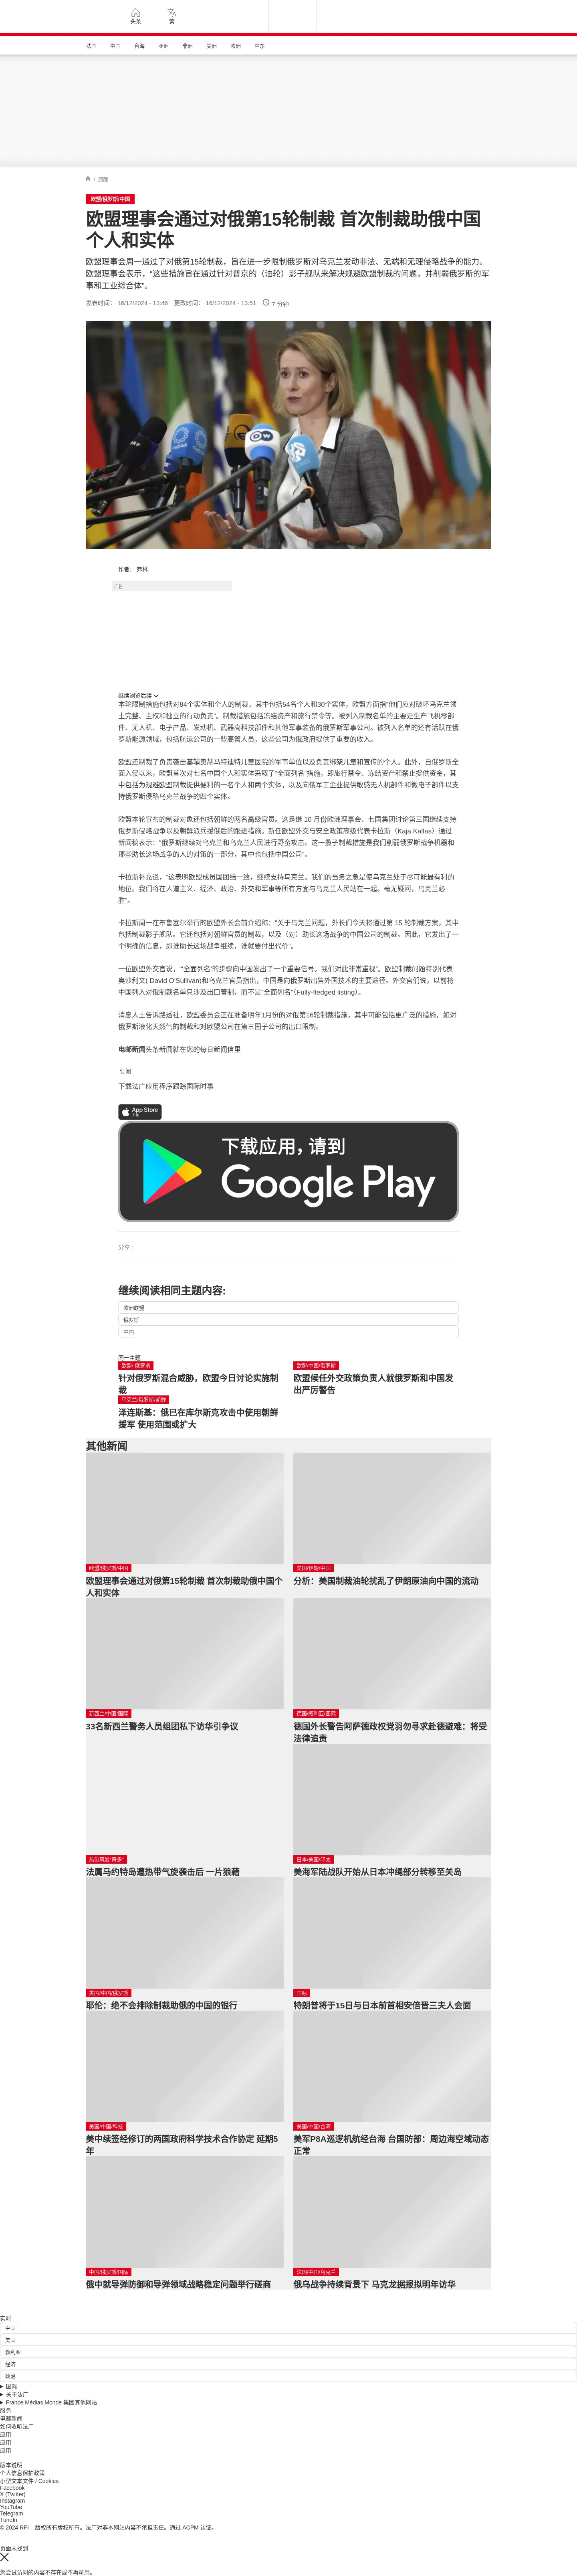 头条
繁
法国
中国
台海
亚洲
非洲
美洲
欧洲
中东
/ 国际
欧盟/俄罗斯/中国
欧盟理事会通过对俄第15轮制裁 首次制裁助俄中国
个人和实体
欧盟理事会周一通过了对俄第15轮制裁，旨在进一步限制俄罗斯对乌克兰发动非法、无端和无理侵略战争的能力。
欧盟理事会表示，“这些措施旨在通过针对普京的（油轮）影子舰队来解决规避欧盟制裁的问题，并削弱俄罗斯的军
事和工业综合体”。
发表时间： 16/12/2024 - 13:46 更改时间： 16/12/2024 - 13:51 7 分钟
DW
作者： 弗林
广告
继续浏览后续
本轮限制措施包括对84个实体和个人的制裁，其中包括54名个人和30个实体，欧盟方面指“他们应对破坏乌克兰领
土完整、主权和独立的行动负责”。制裁措施包括冻结资产和旅行禁令等。被列入制裁名单的主要是生产飞机零部
件、无人机、电子产品、发动机、武器高科技部件和其他军事装备的俄罗斯军事公司。被列入名单的还有活跃在俄
罗斯能源领域，包括航运公司的一些高管人员，这些公司为俄政府提供了重要的收入。
欧盟还制裁了负责袭击基辅奥赫马特迪特儿童医院的军事单位以及负责绑架儿童和宣传的个人。此外，自俄罗斯全
面入侵以来，欧盟首次对七名中国个人和实体采取了“全面列名”措施，即旅行禁令、冻结资产和禁止提供资金，其
中包括为规避欧盟制裁提供便利的一名个人和两个实体，以及向俄军工企业提供敏感无人机部件和微电子部件以支
持俄罗斯侵略乌克兰战争的四个实体。
欧盟本轮宣布的制裁对象还包括朝鲜的两名高级官员。这是继 10 月份欧洲理事会、七国集团讨论第三国继续支持
俄罗斯侵略战争以及朝鲜派兵援俄后的跟进措施。新任欧盟外交与安全政策高级代表卡拉斯（Kaja Kallas）通过
新闻稿表示：“俄罗斯继续对乌克兰和乌克兰人民进行野蛮攻击。这一揽子制裁措施是我们削弱俄罗斯战争机器和
那些助长这场战争的人的对策的一部分，其中也包括中国公司”。
卡拉斯补充道，“这表明欧盟成员国团结一致，继续支持乌克兰。我们的当务之急是使乌克兰处于尽可能最有利的
地位。我们将在人道主义、经济、政治、外交和军事等所有方面与乌克兰人民站在一起。毫无疑问，乌克兰必
胜”。
卡拉斯周一在布鲁塞尔举行的欧盟外长会前介绍称：“关于乌克兰问题，外长们今天将通过第 15 轮制裁方案。其中
包括制裁影子舰队。它还包括对朝鲜官员的制裁，以及（对）助长这场战争的中国公司的制裁。因此，它发出了一
个明确的信息，即谁助长这场战争继续，谁就要付出代价”。
一位欧盟外交官说，“‘全面列名’的步骤向中国发出了一个重要信号。我们对此非常重视”。欧盟制裁问题特别代表
奥沙利文( David O'Sullivan)和乌克兰官员指出，中国是向俄罗斯出售外国技术的主要途径。外交官们说，以前将
中国列入对俄制裁名单只涉及出口管制，而不是“全面列名”（Fully-fledged listing）。
消息人士告诉路透社，欧盟委员会正在准备明年1月份的对俄第16轮制裁措施，其中可能包括更广泛的措施，如对
俄罗斯液化天然气的制裁和对欧盟公司在第三国子公司的出口限制。
电邮新闻头条新闻就在您的每日新闻信里
订阅
下载法广应用程序跟踪国际时事
App Store
下载
下载应用，请到
Google Play
分享 :
继续阅读相同主题内容:
欧洲联盟
俄罗斯
中国
同一主题
欧盟/ 俄罗斯
针对俄罗斯混合威胁，欧盟今日讨论实施制
裁
欧盟/中国/俄罗斯
欧盟候任外交政策负责人就俄罗斯和中国发
出严厉警告
乌克兰/俄罗斯/朝鲜
泽连斯基：俄已在库尔斯克攻击中使用朝鲜
援军 使用范围或扩大
其他新闻
欧盟/俄罗斯/中国
欧盟理事会通过对俄第15轮制裁 首次制裁助俄中国个
人和实体
美国/伊朗/中国
分析：美国制裁油轮扰乱了伊朗原油向中国的流动
新西兰/中国/国际
33名新西兰警务人员组团私下访华引争议
德国/叙利亚/国际
德国外长警告阿萨德政权党羽勿寻求赴德避难：将受
法律追责
热带风暴“奇多”
法属马约特岛遭热带气旋袭击后 一片狼藉
日本/美国/印太
美海军陆战队开始从日本冲绳部分转移至关岛
美国/中国/俄罗斯
耶伦：绝不会排除制裁助俄的中国的银行
国际
特朗普将于15日与日本前首相安倍晋三夫人会面
美国/中国/科技
美中续签经修订的两国政府科学技术合作协定 延期5
年
美国/中国/台湾
美军P8A巡逻机航经台海 台国防部：周边海空域动态
正常
中国/俄罗斯/国际
俄中就导弹防御和导弹领域战略稳定问题举行磋商
法国/中国/乌克兰
俄乌战争持续背景下 马克龙据报拟明年访华
实时
中国
美国
叙利亚
经济
政治
国际
关于法广
France Médias Monde 集团其他网站
服务
电邮新闻
如何收听法广
应用
应用
应用
版本说明
个人信息保护政策
小型文本文件 / Cookies
Facebook
X (Twitter)
Instagram
YouTube
Telegram
TuneIn
© 2024 RFI – 版权所有版权所有。法广对非本网站内容不承担责任。通过 ACPM 认证。
页面未找到
您尝试访问的内容不存在或不再可用。